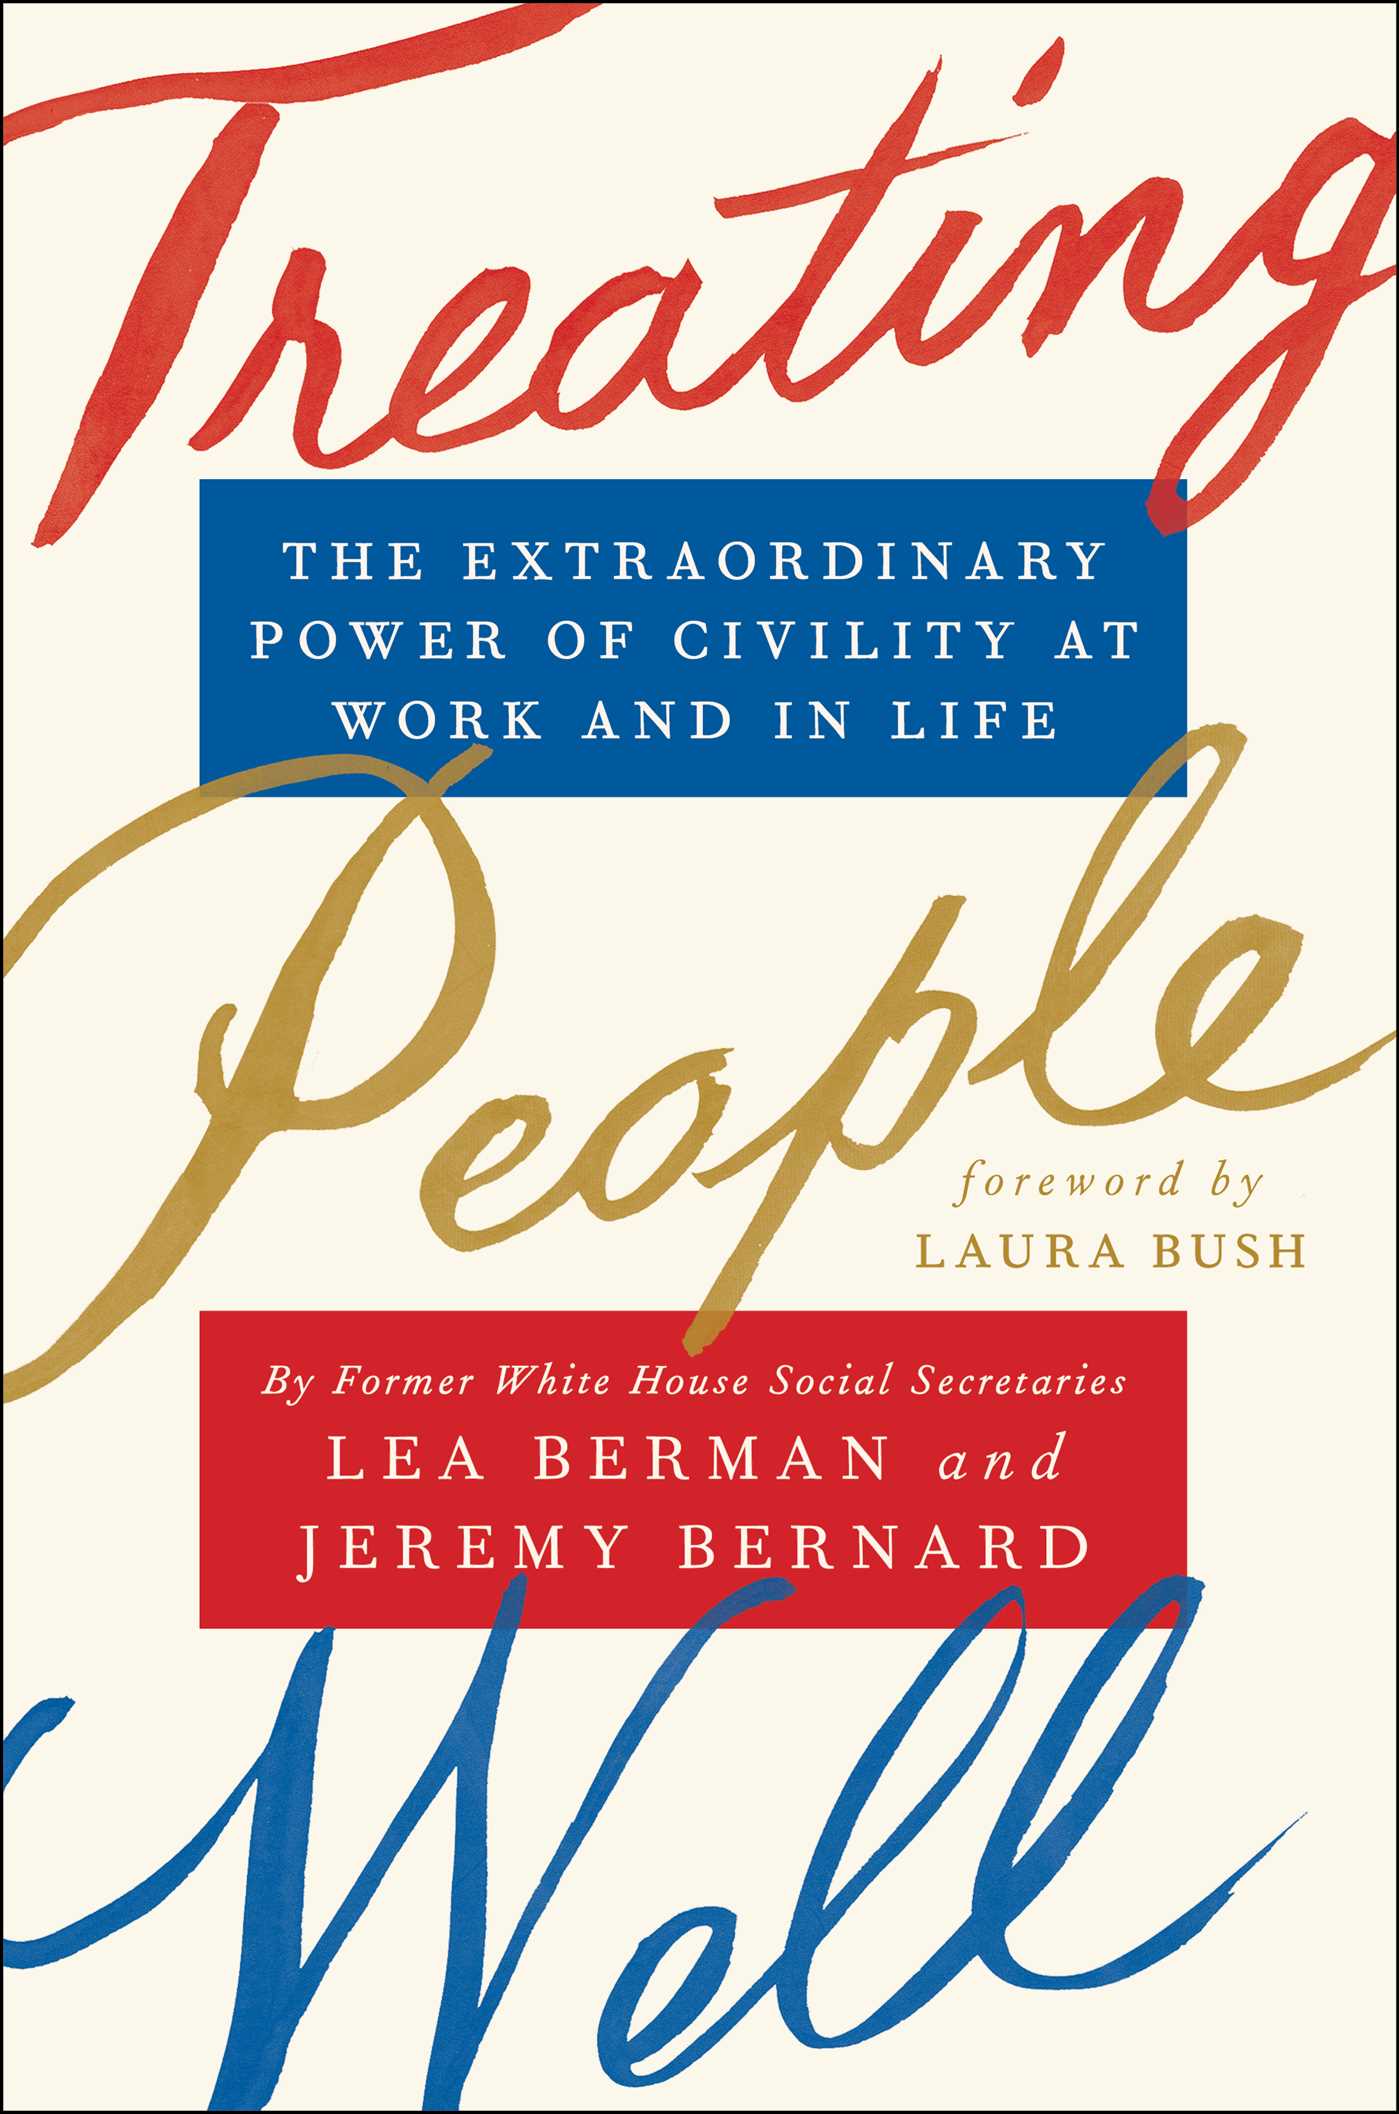 Treating
THE EXTRAORDINARY
POWER OF CIVILITY AT
WORK AND IN LIFE
People
foreword by
LAURA BUSH
By Former White House Social Secretaries
LEA BERMAN and
JEREMY BERNARD
Well